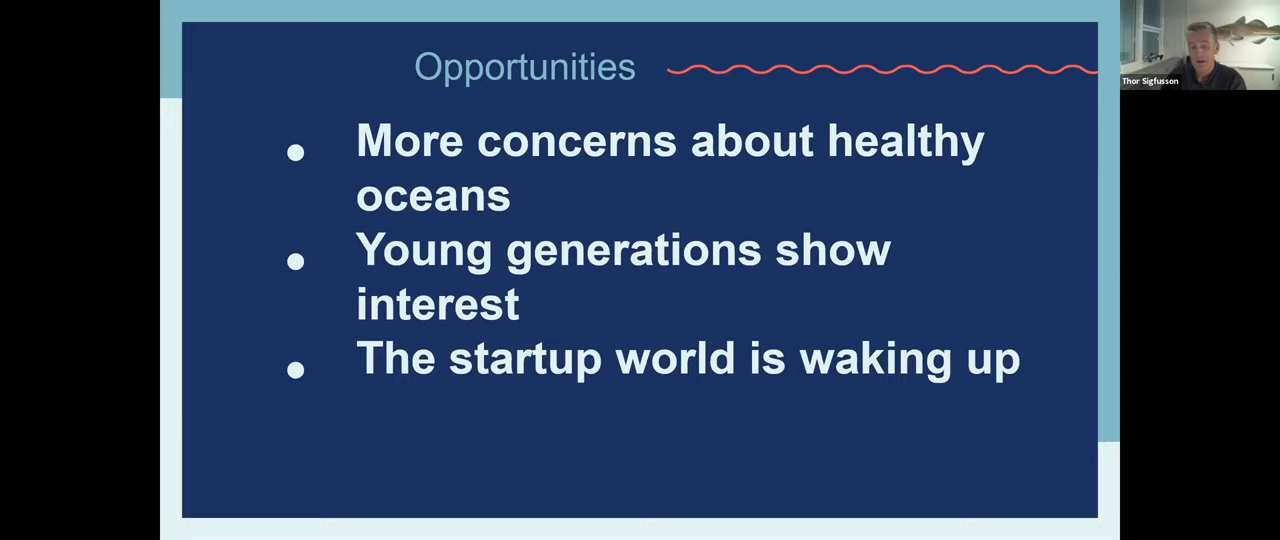 Opportunities
• More concerns about healthy
oceans
• Young generations show
interest
• The startup world is waking up
Thor Sigfusson